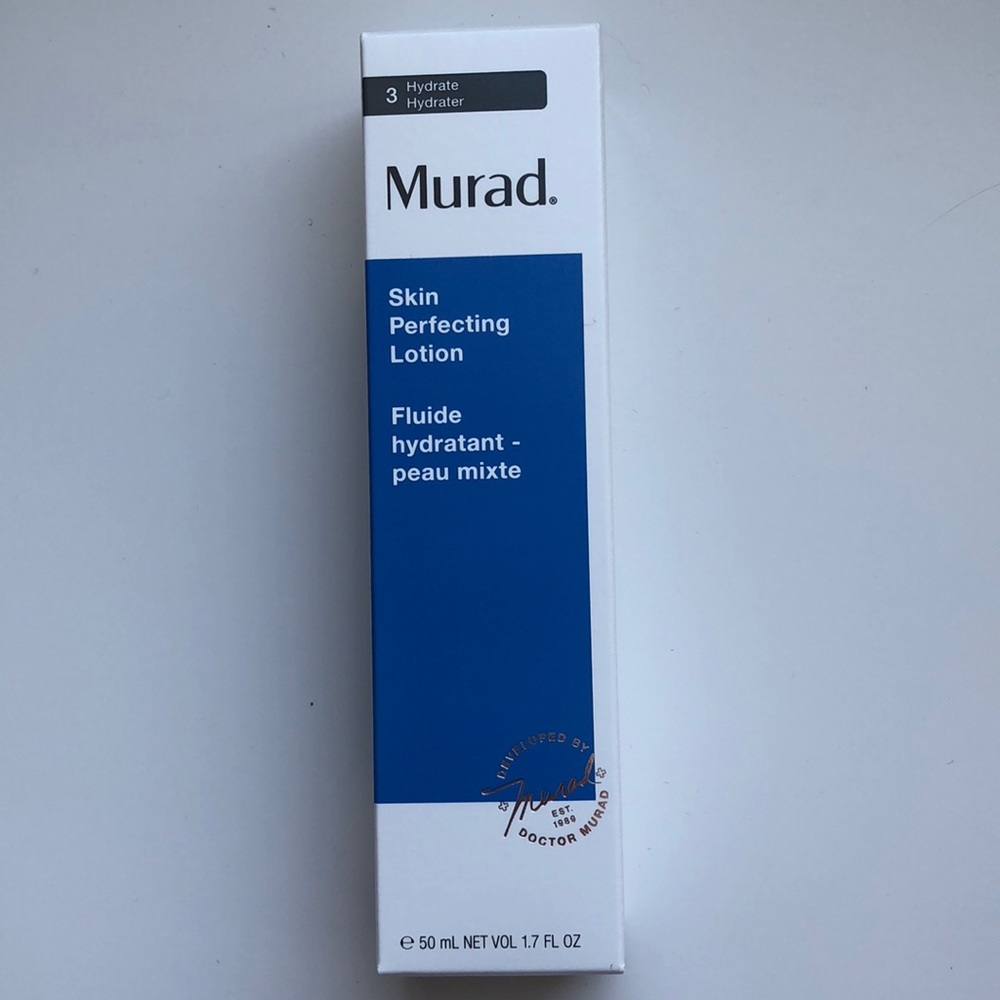 3 Hydrate
Hydrater
Murad®
Skin
Perfecting
Lotion
Fluide
hydratant -
peau mixte
DEVELOPED BY
Murad
EST.
1989
DOCTOR MURAD
℮ 50 mL NET VOL 1.7 FL OZ